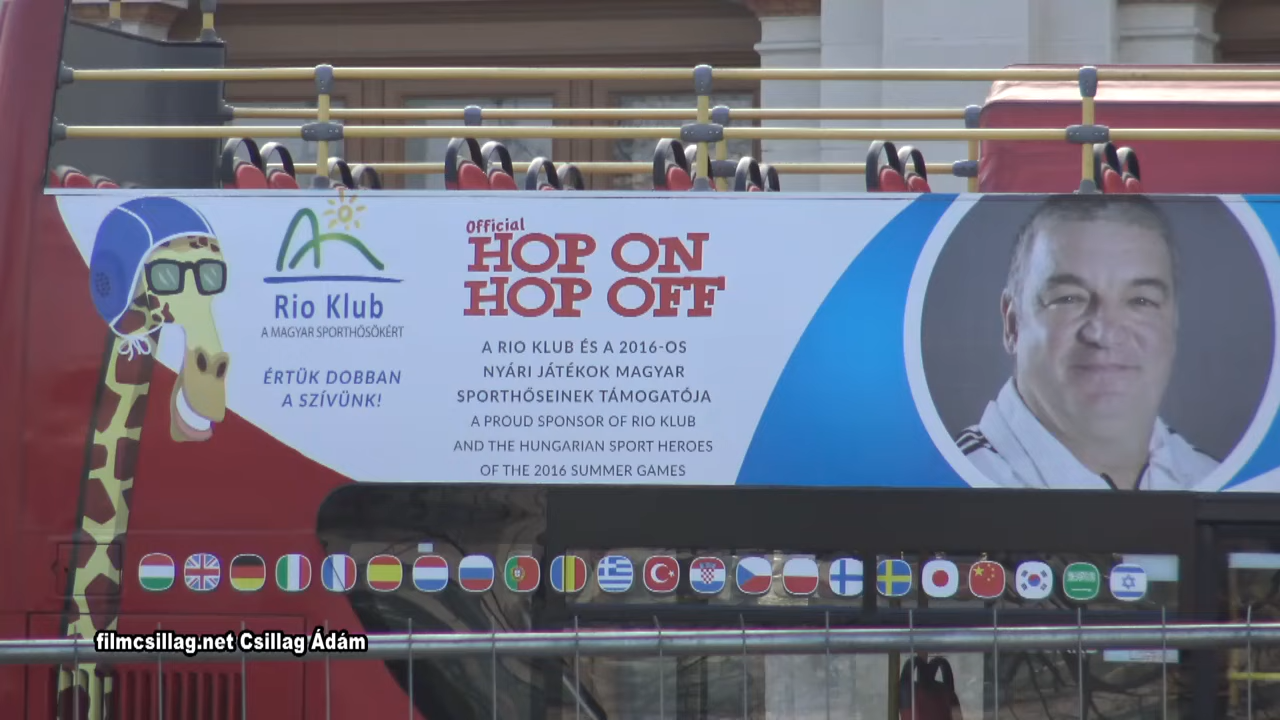 Rio Klub
A MAGYAR SPORTHŐSÖKÉRT
ÉRTÜK DOBBAN
A SZÍVÜNK!
Official
HOP ON
HOP OFF
A RIO KLUB ÉS A 2016-OS
NYÁRI JÁTÉKOK MAGYAR
SPORTHŐSEINEK TÁMOGATÓJA
A PROUD SPONSOR OF RIO KLUB
AND THE HUNGARIAN SPORT HEROES
OF THE 2016 SUMMER GAMES
filmcsillag.net Csillag Ádám